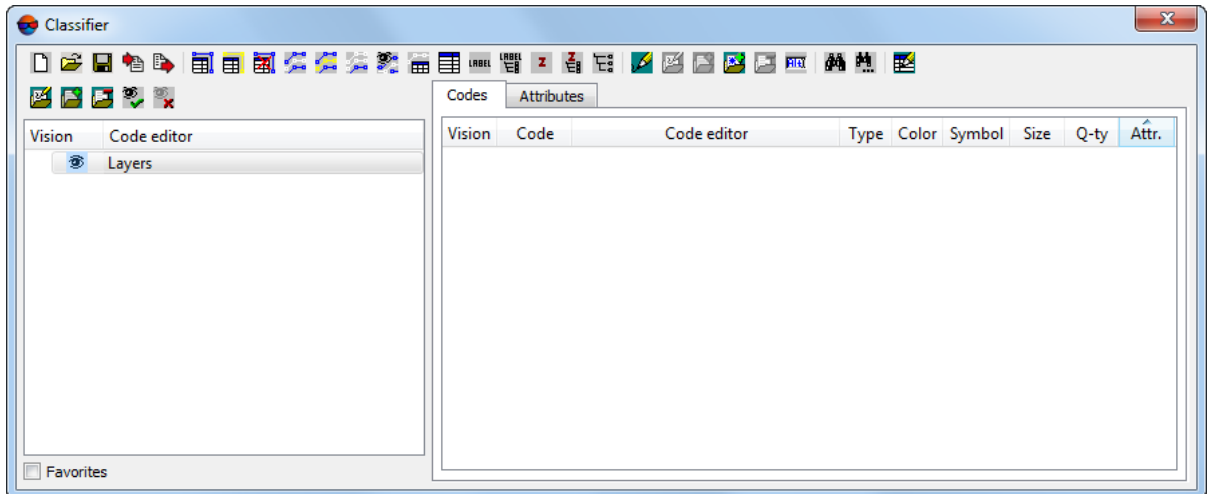 Classifier
LABEL LABEL Z Z ATTR
Codes Attributes
Vision Code editor
Layers
Vision Code Code editor Type Color Symbol Size Q-ty Attr.
Favorites